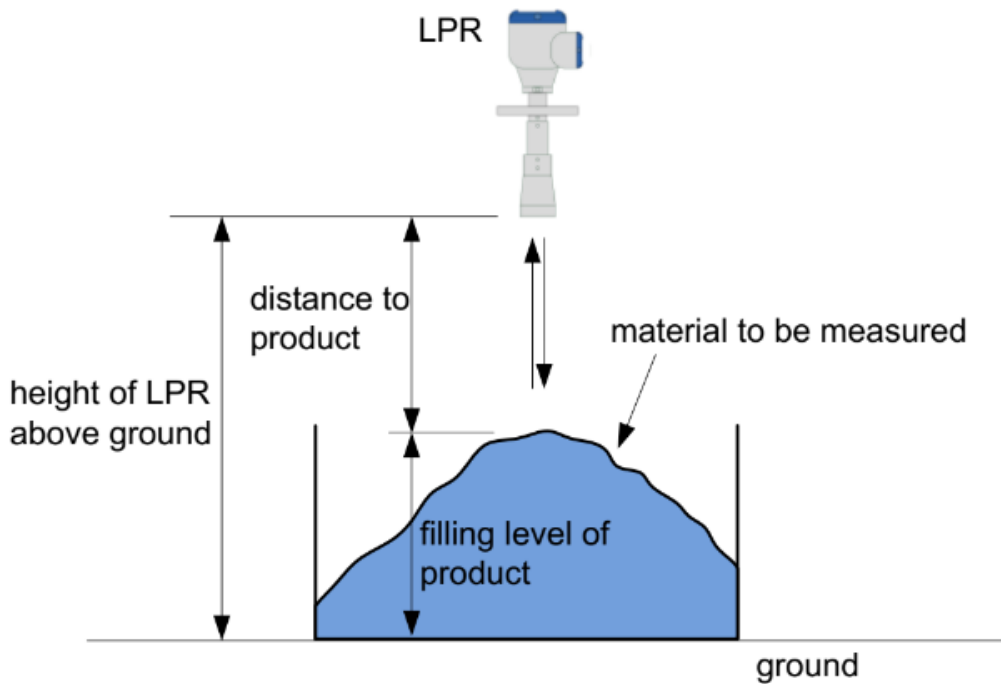 LPR
distance to
product
material to be measured
height of LPR
above ground
filling level of
product
ground